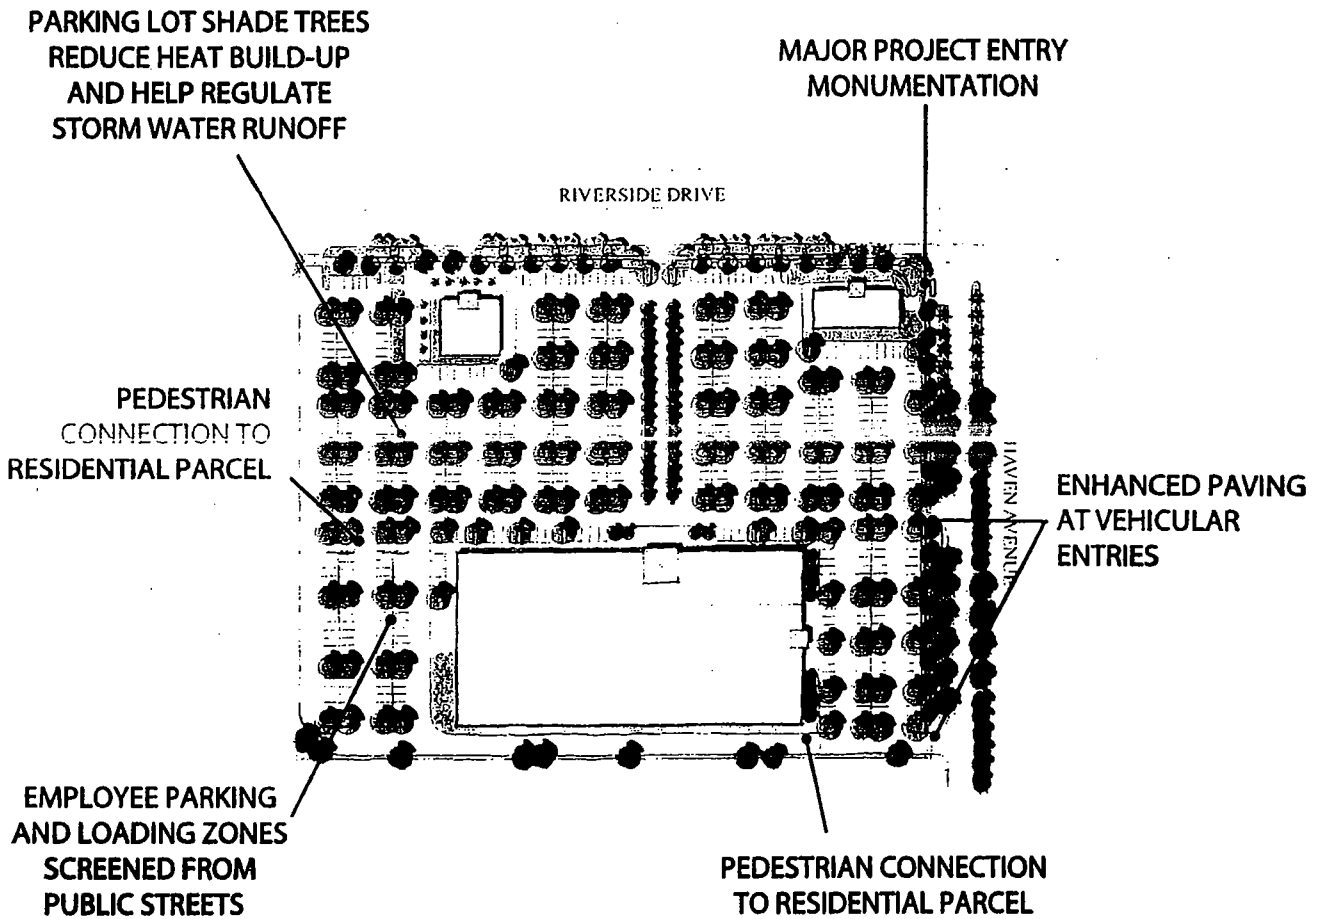 PARKING LOT SHADE TREES
REDUCE HEAT BUILD-UP
AND HELP REGULATE
STORM WATER RUNOFF
MAJOR PROJECT ENTRY
MONUMENTATION
RIVERSIDE DRIVE
PEDESTRIAN
CONNECTION TO
RESIDENTIAL PARCEL
HAVEN AVENUE
ENHANCED PAVING
AT VEHICULAR
ENTRIES
EMPLOYEE PARKING
AND LOADING ZONES
SCREENED FROM
PUBLIC STREETS
PEDESTRIAN CONNECTION
TO RESIDENTIAL PARCEL